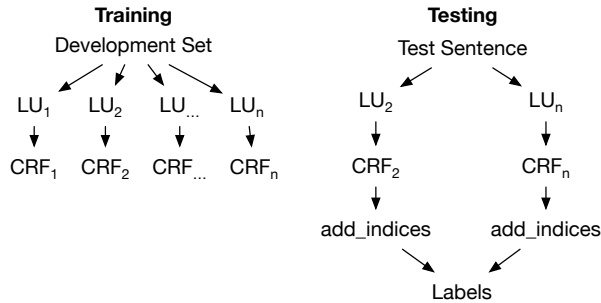 Training
Development Set
LU1 LU2 LU... LUn
CRF1 CRF2 CRF... CRFn
Testing
Test Sentence
LU2 LUn
CRF2 CRFn
add_indices add_indices
Labels